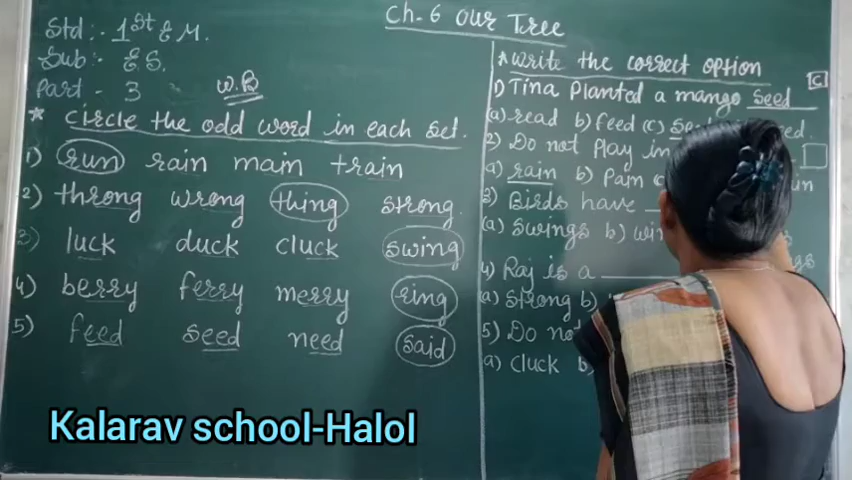 Ch. 6 Our Tree
Std :- 1st E M.
Sub :- E.S.
Part - 3
W.B
* Circle the odd word in each set.
1) run rain main train
2) throng wrong thing strong.
3) luck duck cluck swing
4) berry ferry merry ring
5) feed seed need said
* Write the correct option
C
1) Tina Planted a mango seed
(a) read b) feed (c)
2) Do not Play in
a) rain b) Pain
3) Birds have
(a) Swings b)
4) Raj is a
a) Strong b)
5) Do
a) Cluck
Kalarav school-Halol